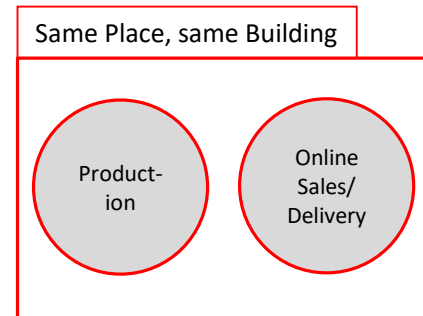 Same Place, same Building
Product-
ion
Online
Sales/
Delivery